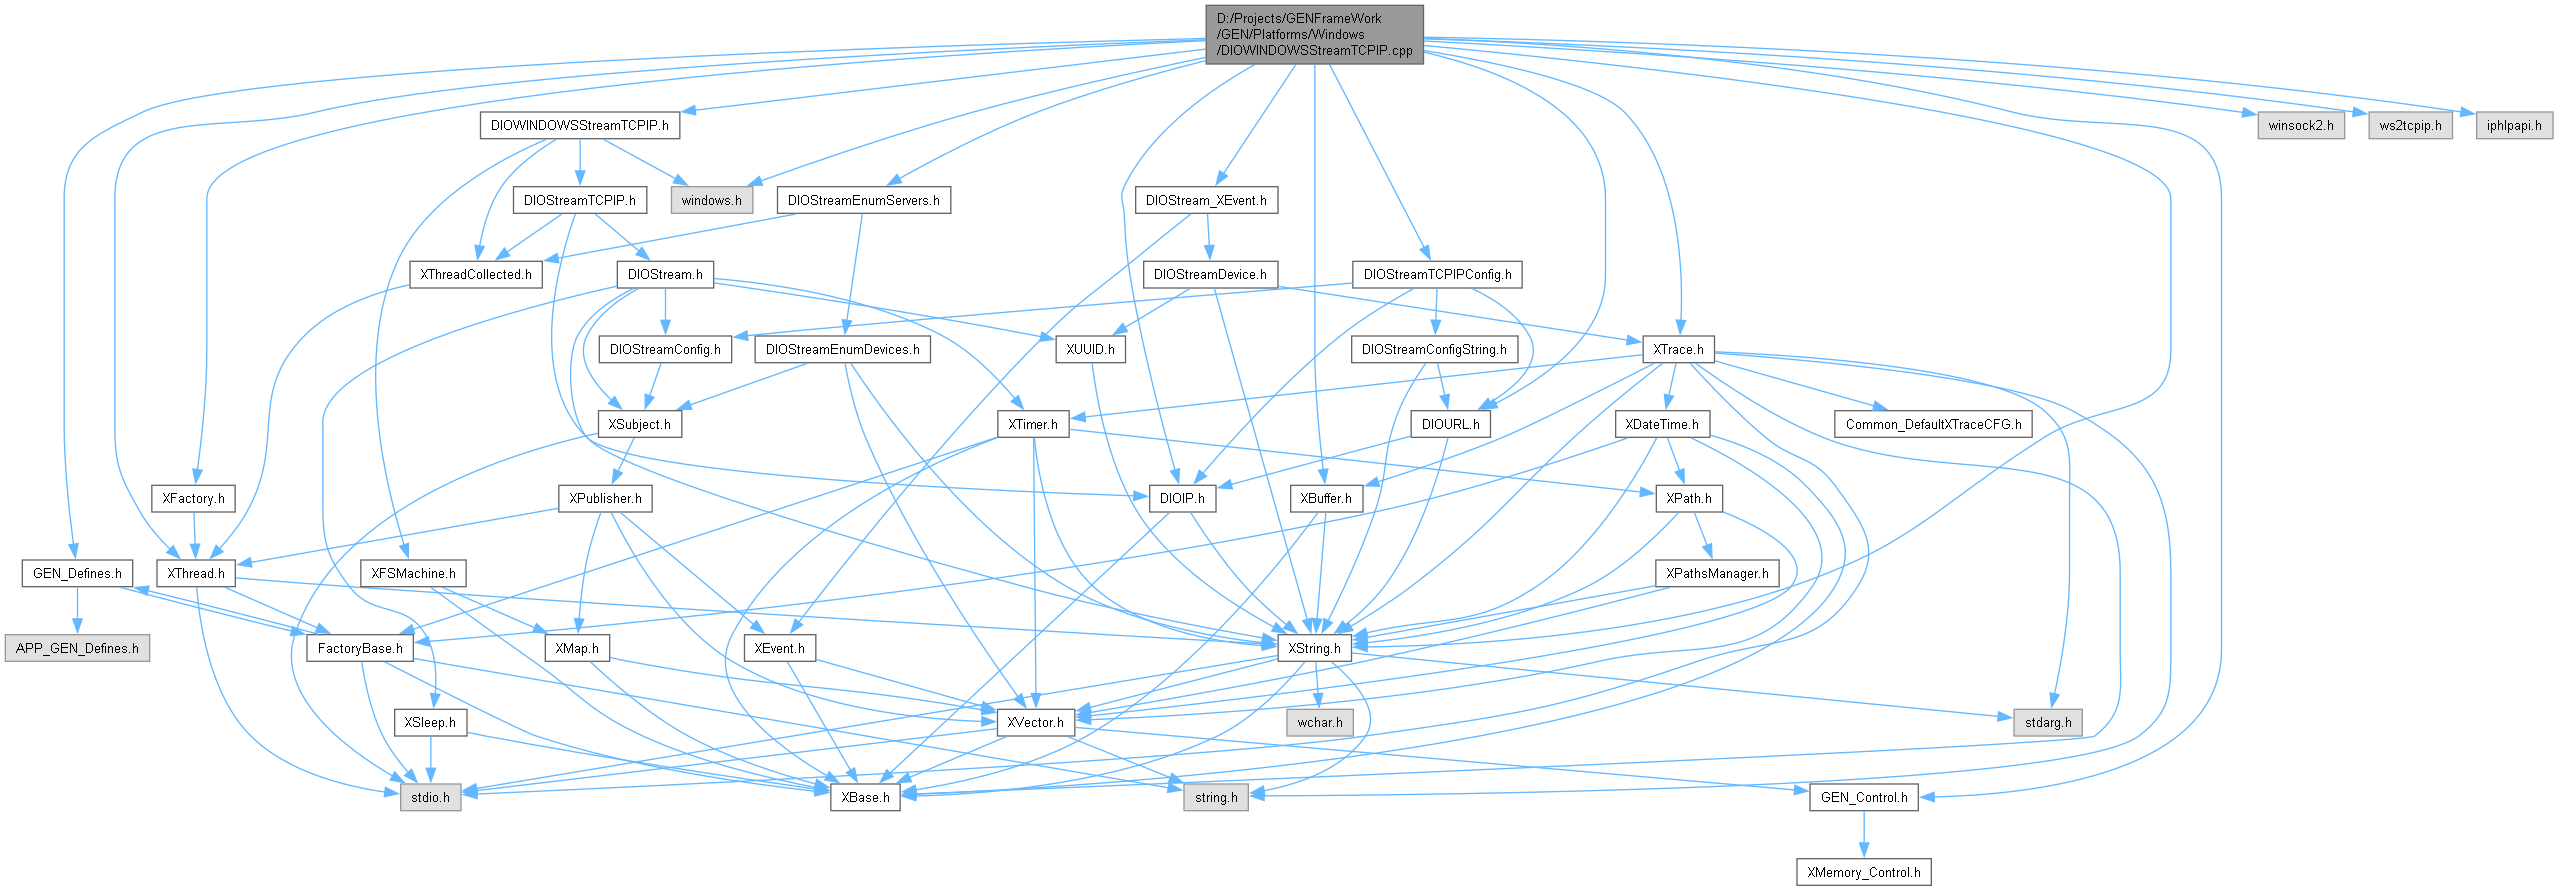 D:/Projects/GENFrameWork
/GEN/Platforms/Windows
/DIOWINDOWSStreamTCPIP.cpp
DIOWINDOWSStreamTCPIP.h
winsock2.h
ws2tcpip.h
iphlpapi.h
DIOStreamTCPIP.h
windows.h
DIOStreamEnumServers.h
DIOStream_XEvent.h
XThreadCollected.h
DIOStream.h
DIOStreamDevice.h
DIOStreamTCPIPConfig.h
DIOStreamConfig.h
DIOStreamEnumDevices.h
XUUID.h
DIOStreamConfigString.h
XTrace.h
XSubject.h
XTimer.h
DIOURL.h
XDateTime.h
Common_DefaultXTraceCFG.h
XFactory.h
XPublisher.h
DIOIP.h
XBuffer.h
XPath.h
GEN_Defines.h
XThread.h
XFSMachine.h
XPathsManager.h
APP_GEN_Defines.h
FactoryBase.h
XMap.h
XEvent.h
XString.h
XSleep.h
XVector.h
wchar.h
stdarg.h
stdio.h
XBase.h
string.h
GEN_Control.h
XMemory_Control.h